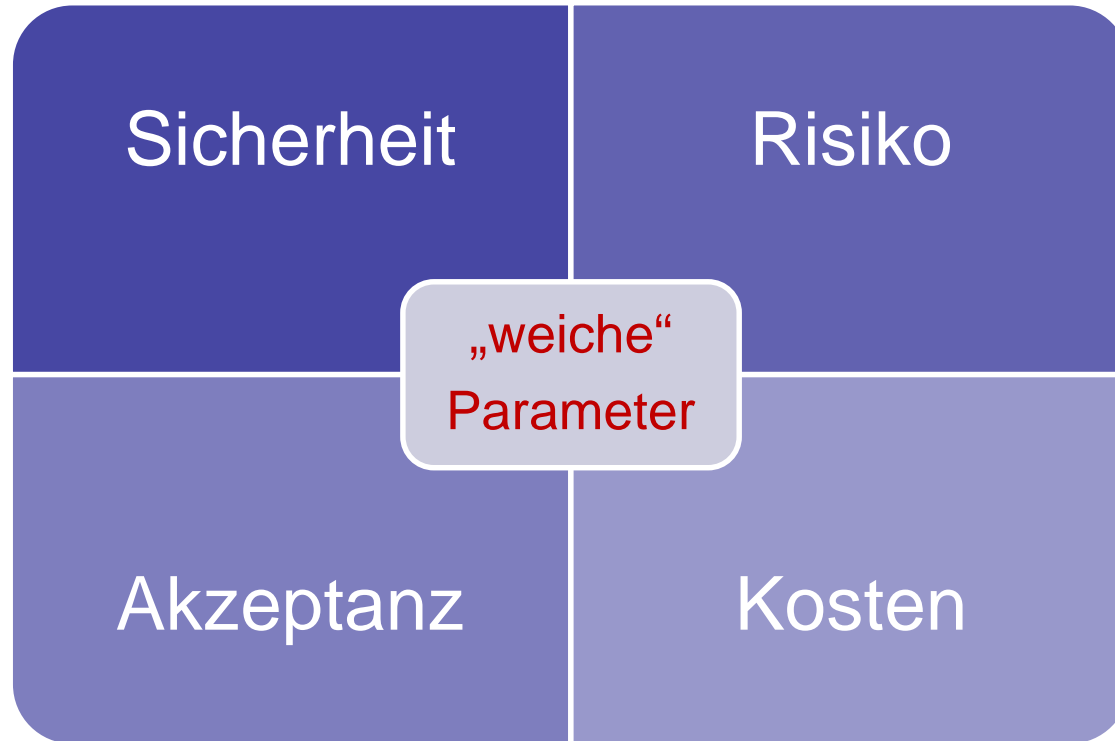 Sicherheit
Risiko
„weiche“
Parameter
Akzeptanz
Kosten